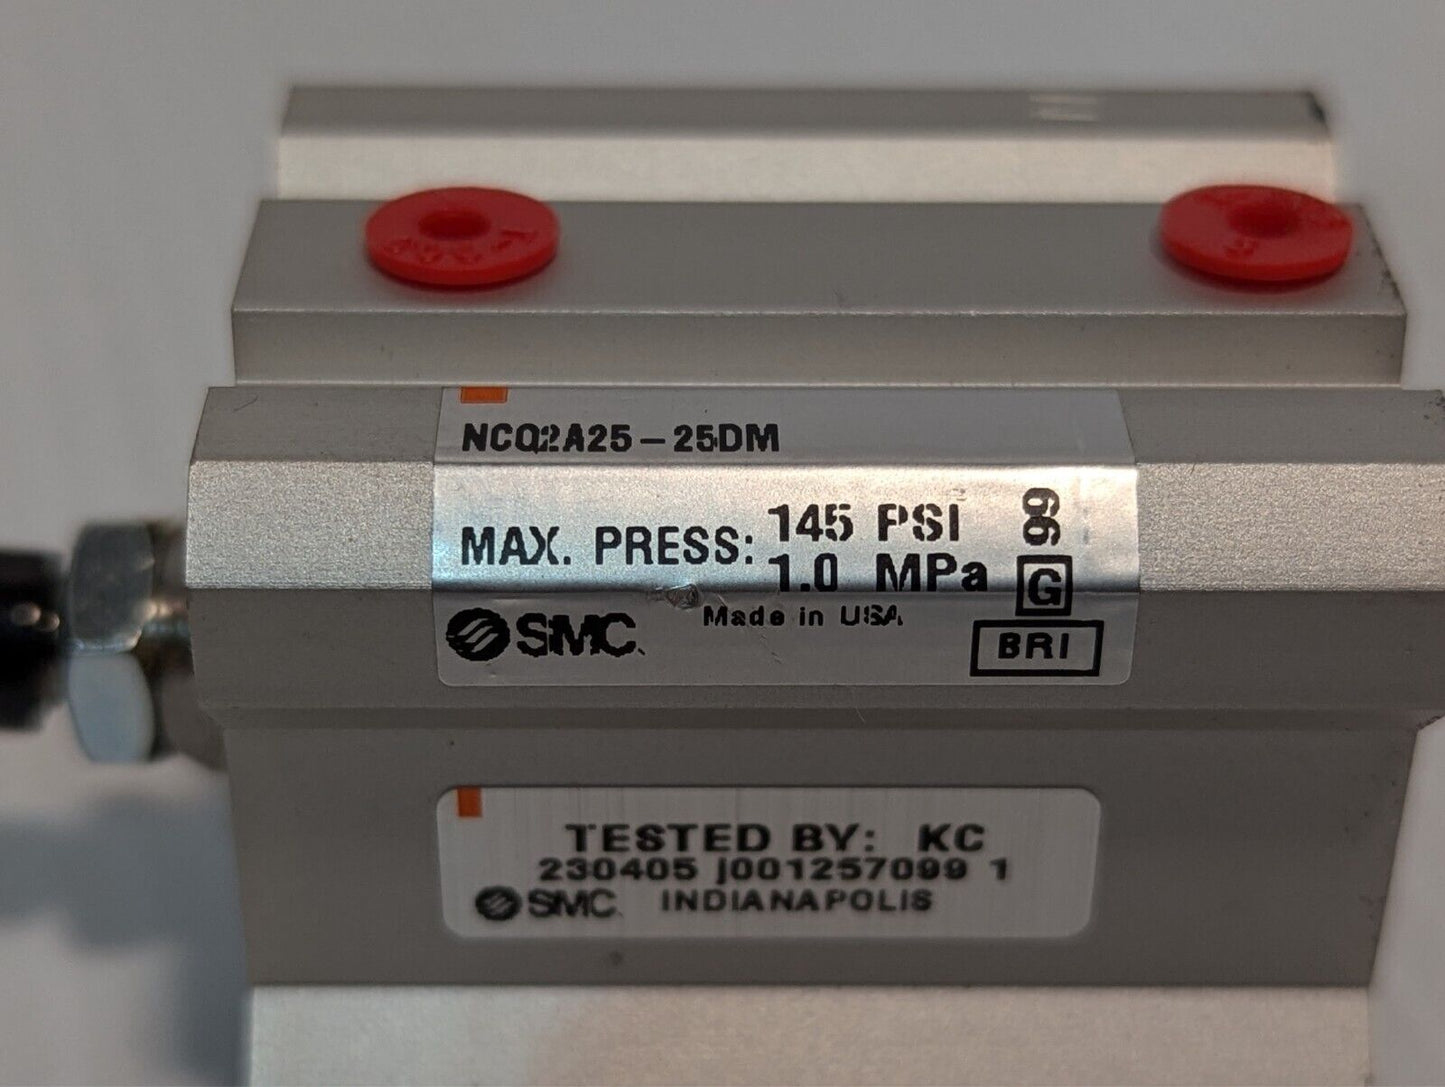 NCQ2A25-25DM
MAX. PRESS: 145 PSI
1.0 MPa
99
G
SMC
Made in USA
BRI
TESTED BY: KC
230405 J001257099 1
SMC INDIANAPOLIS